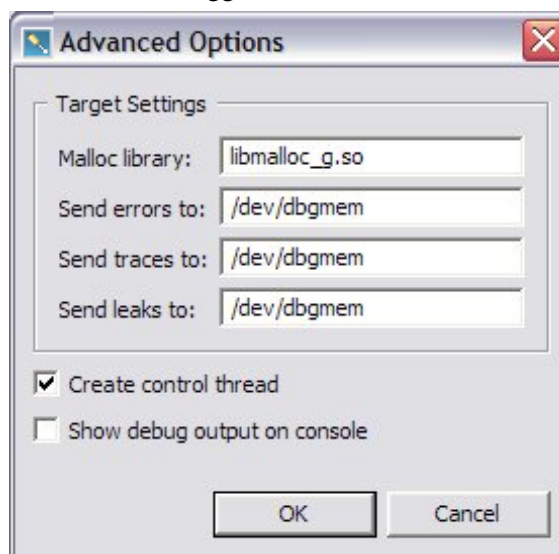 Advanced Options
Target Settings
Malloc library: libmalloc_g.so
Send errors to: /dev/dbgmem
Send traces to: /dev/dbgmem
Send leaks to: /dev/dbgmem
Create control thread
Show debug output on console
OK Cancel